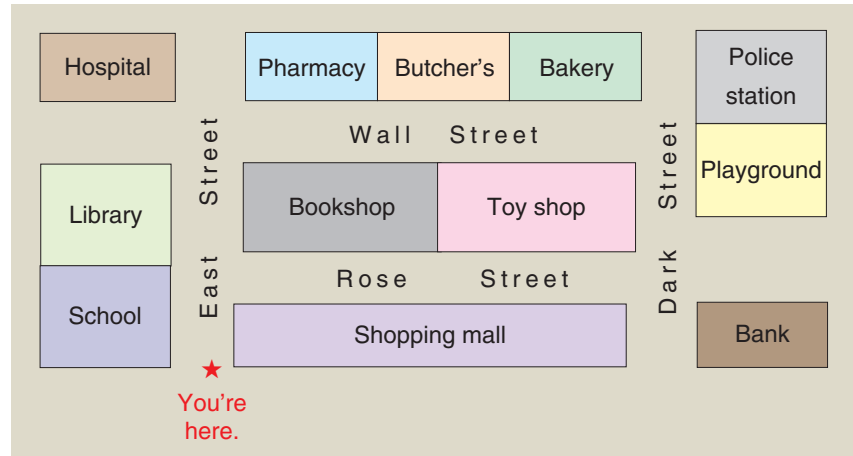 Hospital
Pharmacy
Butcher's
Bakery
Police
station
Wall Street
East Street
Dark Street
Playground
Library
Bookshop
Toy shop
Rose Street
School
Shopping mall
Bank
You're
here.